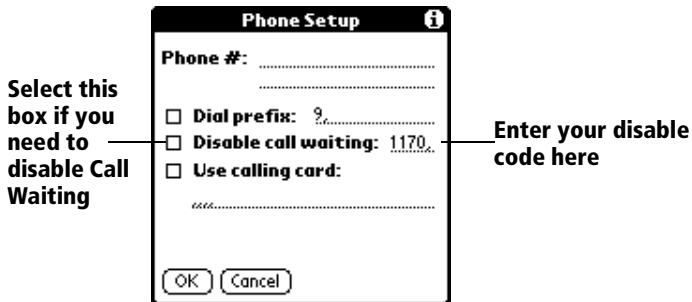 Phone Setup
Phone #:
Select this
box if you
need to
disable Call
Waiting
Dial prefix: 9,
Disable call waiting: 1170,
Use calling card:
,,,,
Enter your disable
code here
OK Cancel